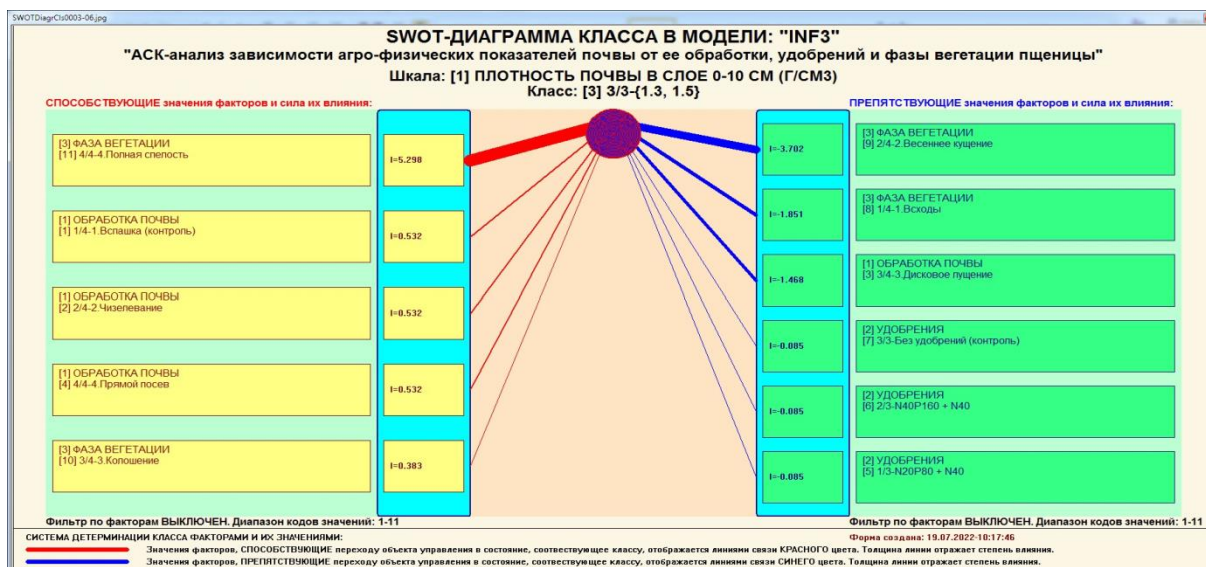 SWOTDiagrCls0003-06.jpg
SWOT-ДИАГРАММА КЛАССА В МОДЕЛИ: "INF3"
"АСК-анализ зависимости агро-физических показателей почвы от ее обработки, удобрений и фазы вегетации пщеницы"
Шкала: [1] ПЛОТНОСТЬ ПОЧВЫ В СЛОЕ 0-10 СМ (Г/СМ3)
Класс: [3] 3/3-{1.3, 1.5}
СПОСОБСТВУЮЩИЕ значения факторов и сила их влияния:
[3] ФАЗА ВЕГЕТАЦИИ
[11] 4/4-4.Полная спелость
I=5.298
[1] ОБРАБОТКА ПОЧВЫ
[1] 1/4-1.Вспашка (контроль)
I=0.532
[1] ОБРАБОТКА ПОЧВЫ
[2] 2/4-2.Чизелевание
I=0.532
[1] ОБРАБОТКА ПОЧВЫ
[4] 4/4-4.Прямой посев
I=0.532
[3] ФАЗА ВЕГЕТАЦИИ
[10] 3/4-3.Колошение
I=0.383
Фильтр по факторам ВЫКЛЮЧЕН. Диапазон кодов значений: 1-11
ПРЕПЯТСТВУЮЩИЕ значения факторов и сила их влияния:
I=-3.702
[3] ФАЗА ВЕГЕТАЦИИ
[9] 2/4-2.Весеннее кущение
I=-1.851
[3] ФАЗА ВЕГЕТАЦИИ
[8] 1/4-1.Всходы
I=-1.468
[1] ОБРАБОТКА ПОЧВЫ
[3] 3/4-3.Дисковое лущение
I=-0.085
[2] УДОБРЕНИЯ
[7] 3/3-Без удобрений (контроль)
I=-0.085
[2] УДОБРЕНИЯ
[6] 2/3-N40P160 + N40
I=-0.085
[2] УДОБРЕНИЯ
[5] 1/3-N20P80 + N40
Фильтр по факторам ВЫКЛЮЧЕН. Диапазон кодов значений: 1-11
СИСТЕМА ДЕТЕРМИНАЦИИ КЛАССА ФАКТОРАМИ И ИХ ЗНАЧЕНИЯМИ:
Форма создана: 19.07.2022-10:17:46
Значения факторов, СПОСОБСТВУЮЩИЕ переходу объекта управления в состояние, соотвествующее классу, отображается линиями связи КРАСНОГО цвета. Толщина линии отражает степень влияния.
Значения факторов, ПРЕПЯТСТВУЮЩИЕ переходу объекта управления в состояние, соотвествующее классу, отображается линиями связи СИНЕГО цвета. Толщина линии отражает степень влияния.